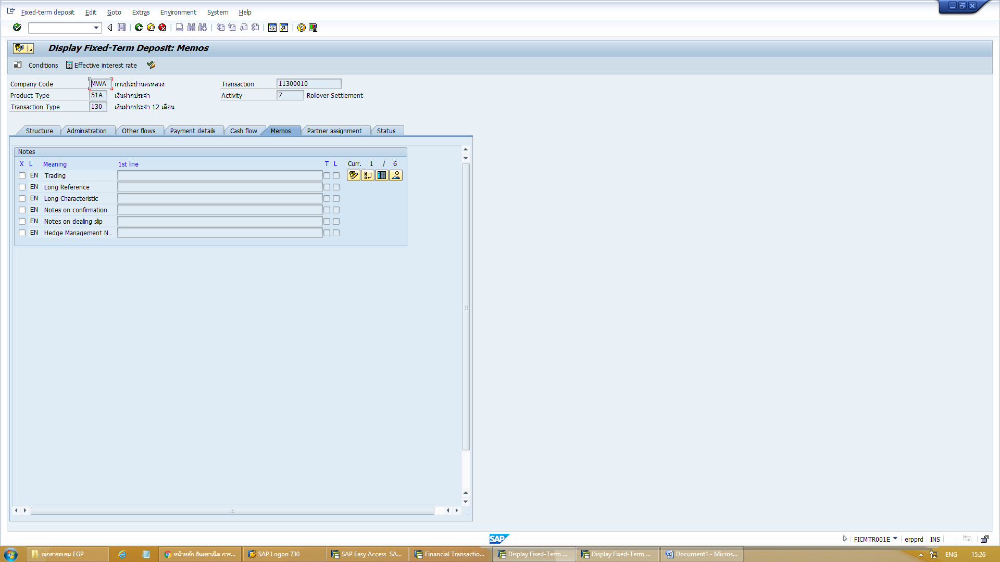 Fixed-term deposit Edit Goto Extras Environment System Help
Display Fixed-Term Deposit: Memos
Conditions Effective interest rate
Company Code MWA การประปานครหลวง Transaction 11300010
Product Type 51A เงินฝากประจำ Activity 7 Rollover Settlement
Transaction Type 130 เงินฝากประจำ 12 เดือน
Structure Administration Other flows Payment details Cash flow Memos Partner assignment Status
Notes
X L Meaning 1st line T L Curr. 1 / 6
EN Trading
EN Long Reference
EN Long Characteristic
EN Notes on confirmation
EN Notes on dealing slip
EN Hedge Management N...
SAP FICMTR001E erpprd INS
เอกสารอบรม EGP หน้าหลัก อินทราเน็ต การ... SAP Logon 730 SAP Easy Access SA... Financial Transactio... Display Fixed-Term ... Display Fixed-Term ... Document1 - Micros... ENG 15:26